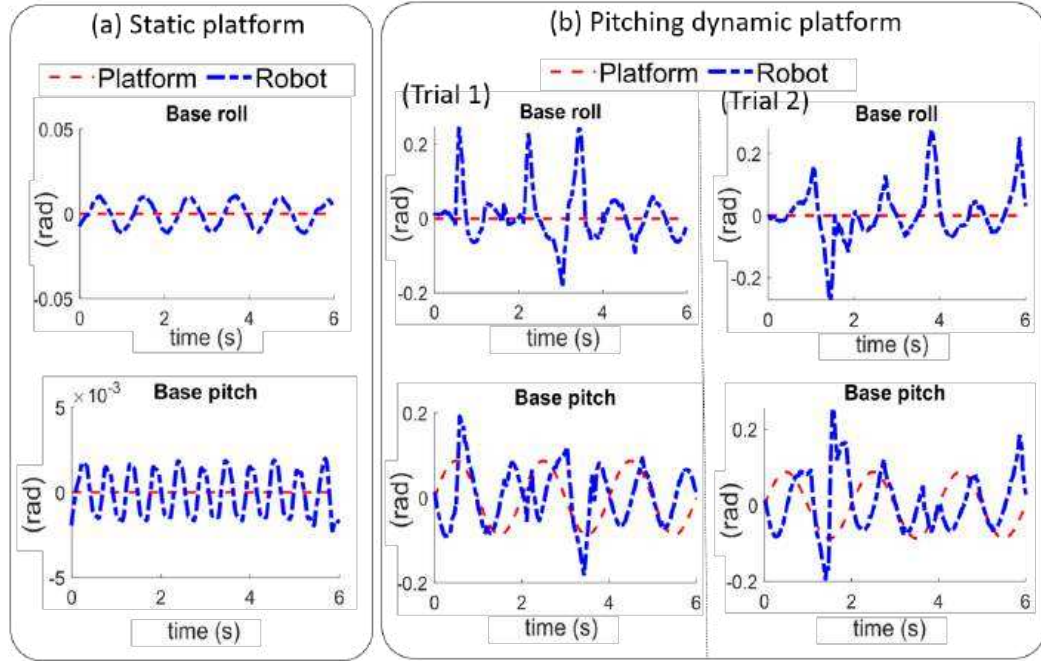 (a) Static platform
Platform Robot
Base roll
0.05
0
-0.05
(rad)
0 2 4 6
time (s)
Base pitch
5 × 10⁻³
0
-5
(rad)
0 2 4 6
time (s)
(b) Pitching dynamic platform
Platform Robot
(Trial 1)
Base roll
0.2
0
-0.2
(rad)
0 2 4 6
time (s)
Base pitch
0.2
0
-0.2
(rad)
0 2 4 6
time (s)
(Trial 2)
Base roll
0.2
0
-0.2
(rad)
0 2 4 6
time (s)
Base pitch
0.2
0
-0.2
(rad)
0 2 4 6
time (s)